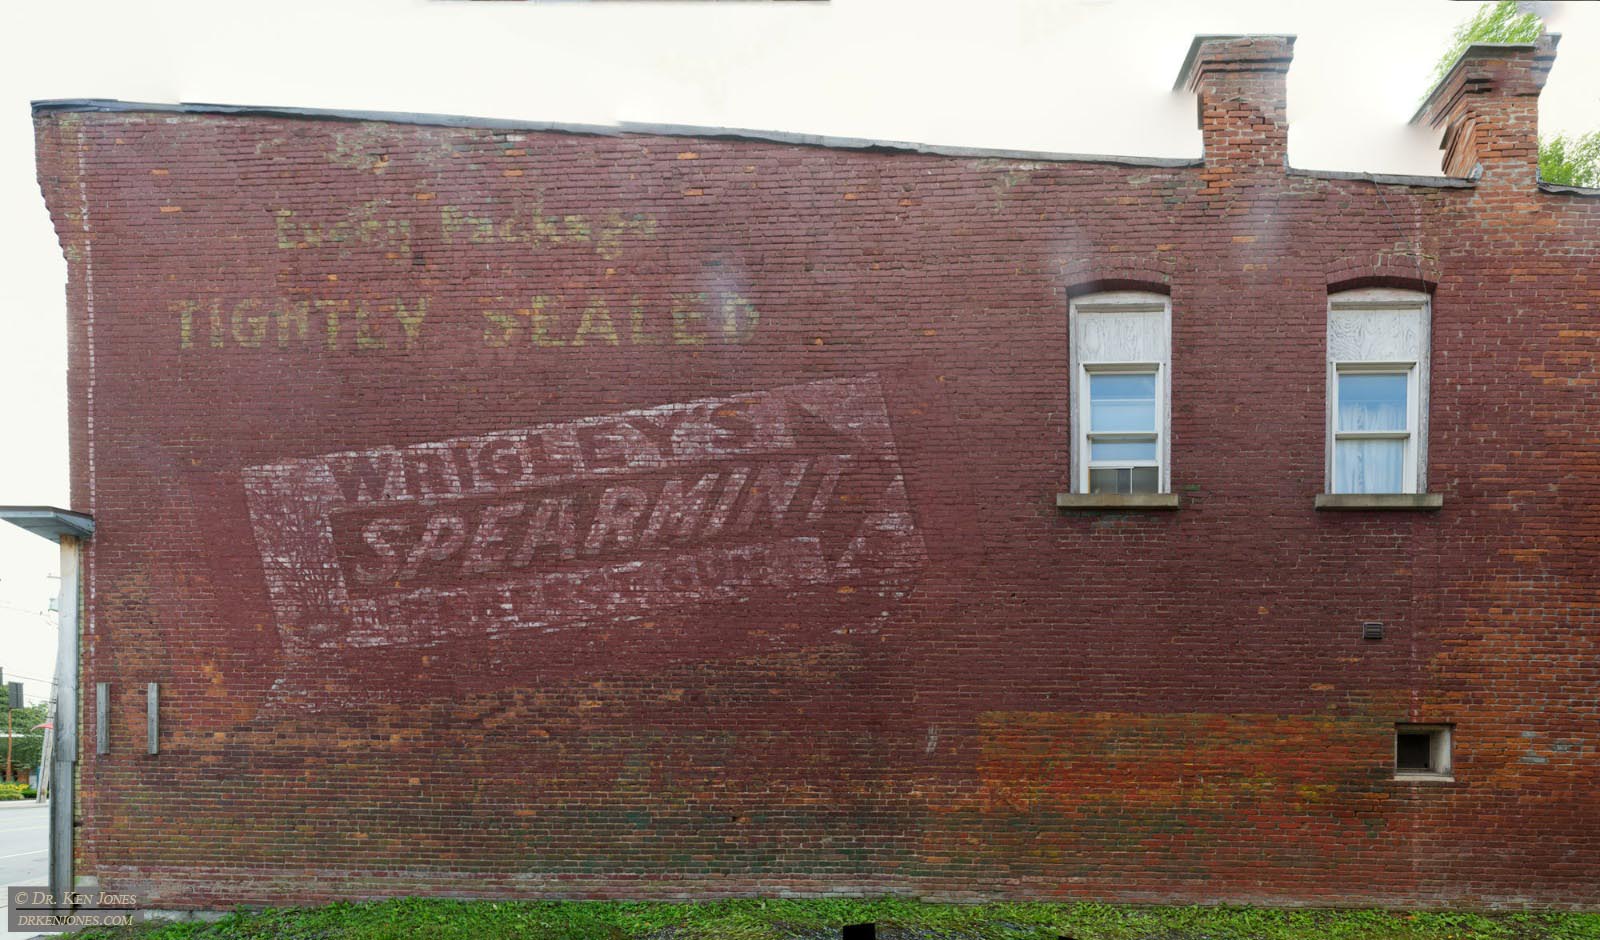 Every Package
TIGHTLY SEALED
WRIGLEY'S
SPEARMINT
© DR. KEN JONES
DRKENJONES.COM